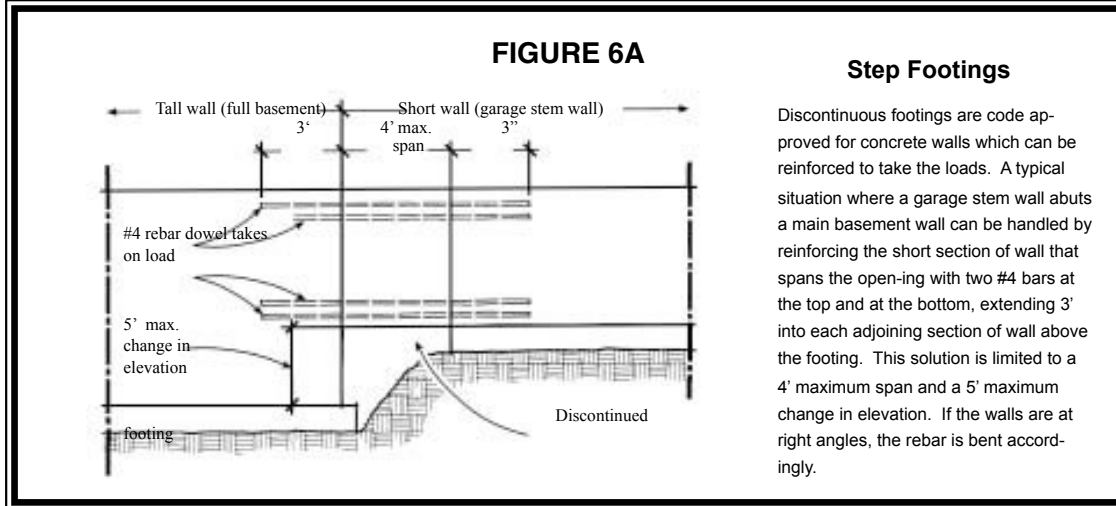 FIGURE 6A
Tall wall (full basement)
Short wall (garage stem wall)
3‘
4’ max.
span
3”
#4 rebar dowel takes
on load
5’ max.
change in
elevation
Discontinued
footing
Step Footings
Discontinuous footings are code ap-
proved for concrete walls which can be
reinforced to take the loads. A typical
situation where a garage stem wall abuts
a main basement wall can be handled by
reinforcing the short section of wall that
spans the open-ing with two #4 bars at
the top and at the bottom, extending 3’
into each adjoining section of wall above
the footing. This solution is limited to a
4’ maximum span and a 5’ maximum
change in elevation. If the walls are at
right angles, the rebar is bent accord-
ingly.